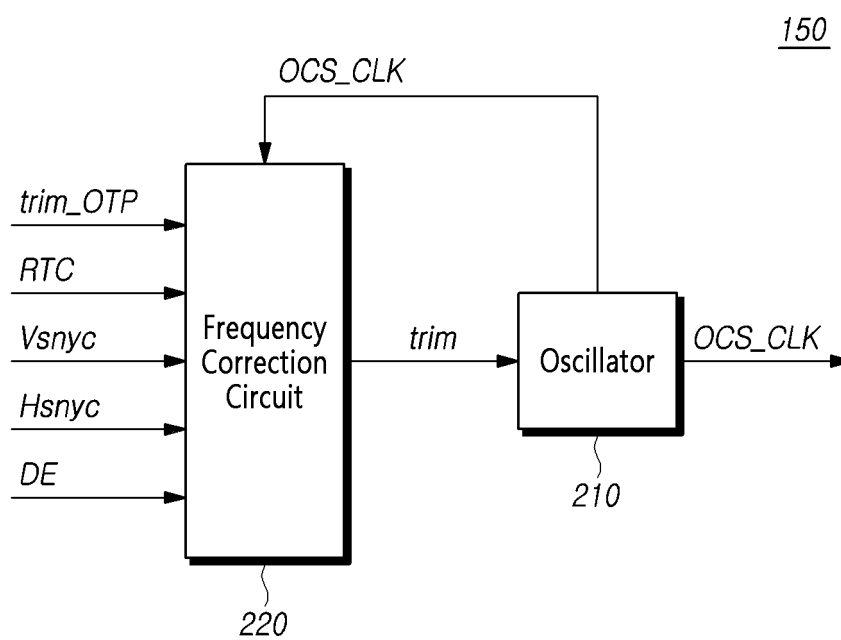 150
OCS_CLK
trim_OTP
RTC
Vsnyc
Hsnyc
DE
Frequency
Correction
Circuit
trim
Oscillator
OCS_CLK
210
220